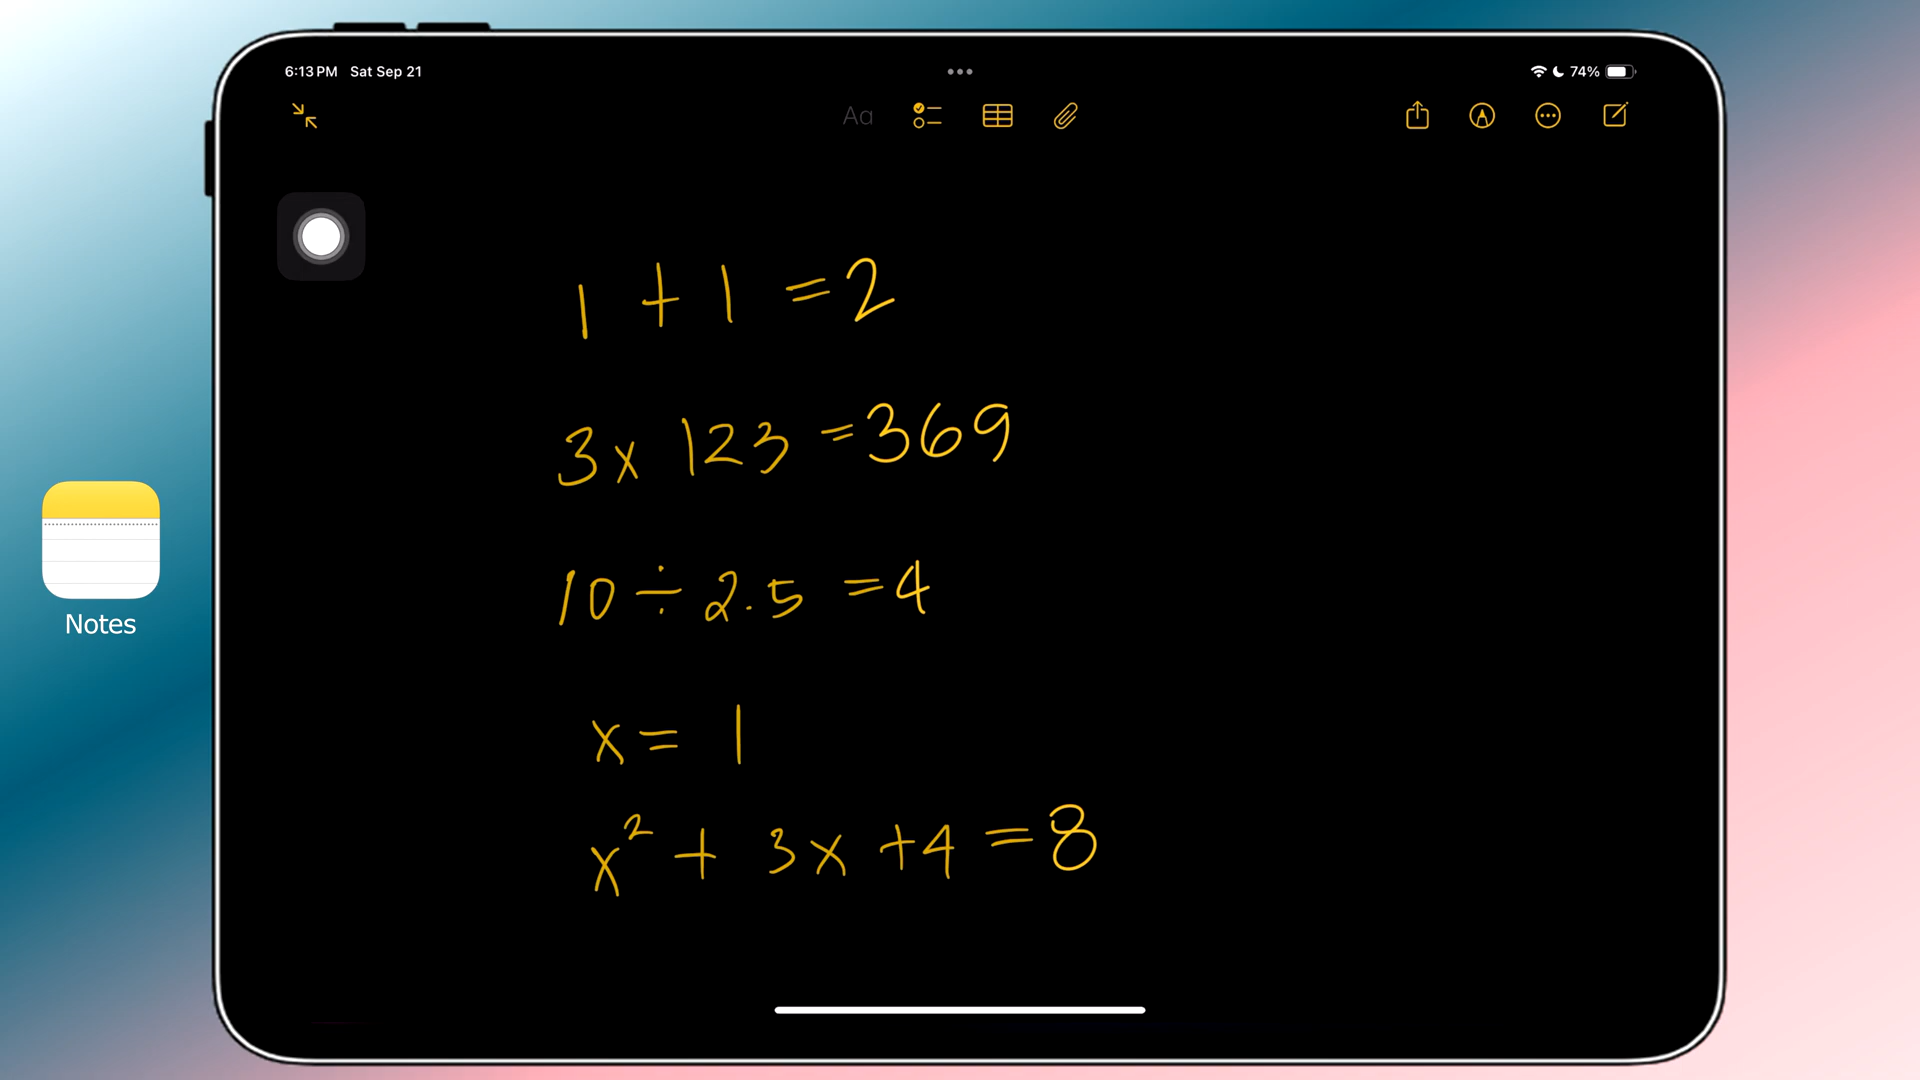 6:13 PM Sat Sep 21
74%
Aa
1 + 1 = 2
3x 123 = 369
10 ÷ 2.5 = 4
x = 1
x² + 3x + 4 = 8
Notes